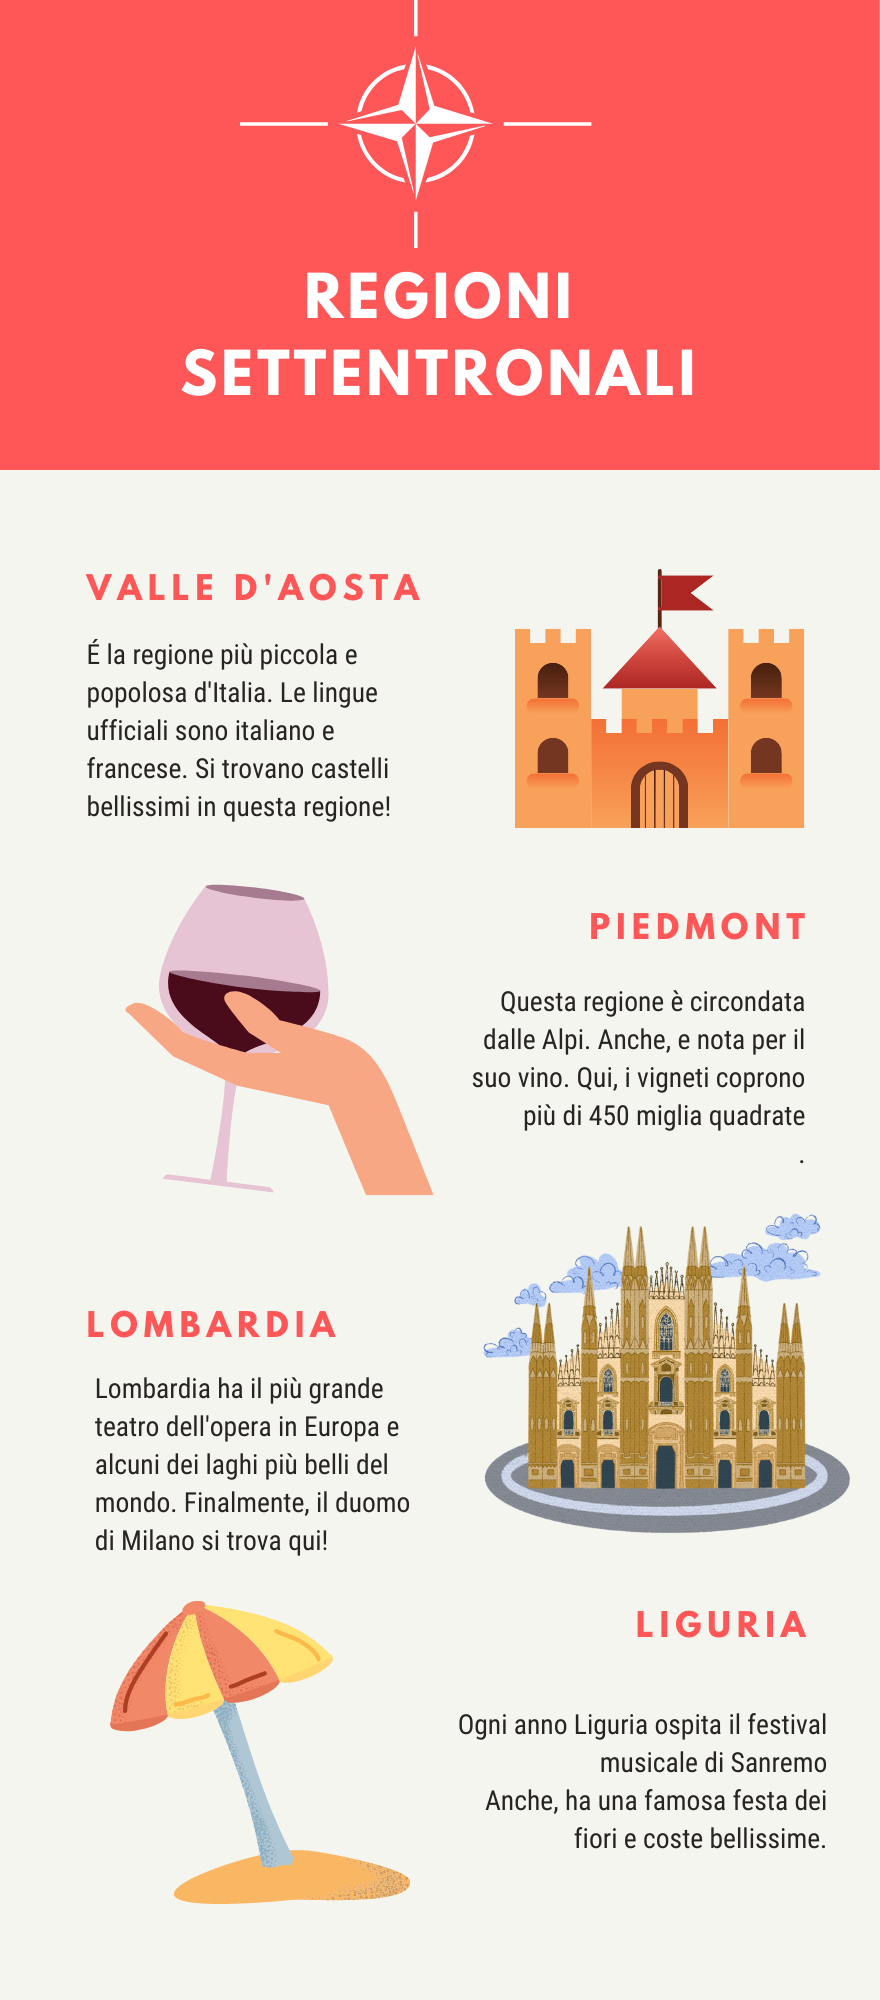 REGIONI
SETTENTRONALI
VALLE D'AOSTA
É la regione più piccola e
popolosa d'Italia. Le lingue
ufficiali sono italiano e
francese. Si trovano castelli
bellissimi in questa regione!
PIEDMONT
Questa regione è circondata
dalle Alpi. Anche, e nota per il
suo vino. Qui, i vigneti coprono
più di 450 miglia quadrate
.
LOMBARDIA
Lombardia ha il più grande
teatro dell'opera in Europa e
alcuni dei laghi più belli del
mondo. Finalmente, il duomo
di Milano si trova qui!
LIGURIA
Ogni anno Liguria ospita il festival
musicale di Sanremo
Anche, ha una famosa festa dei
fiori e coste bellissime.